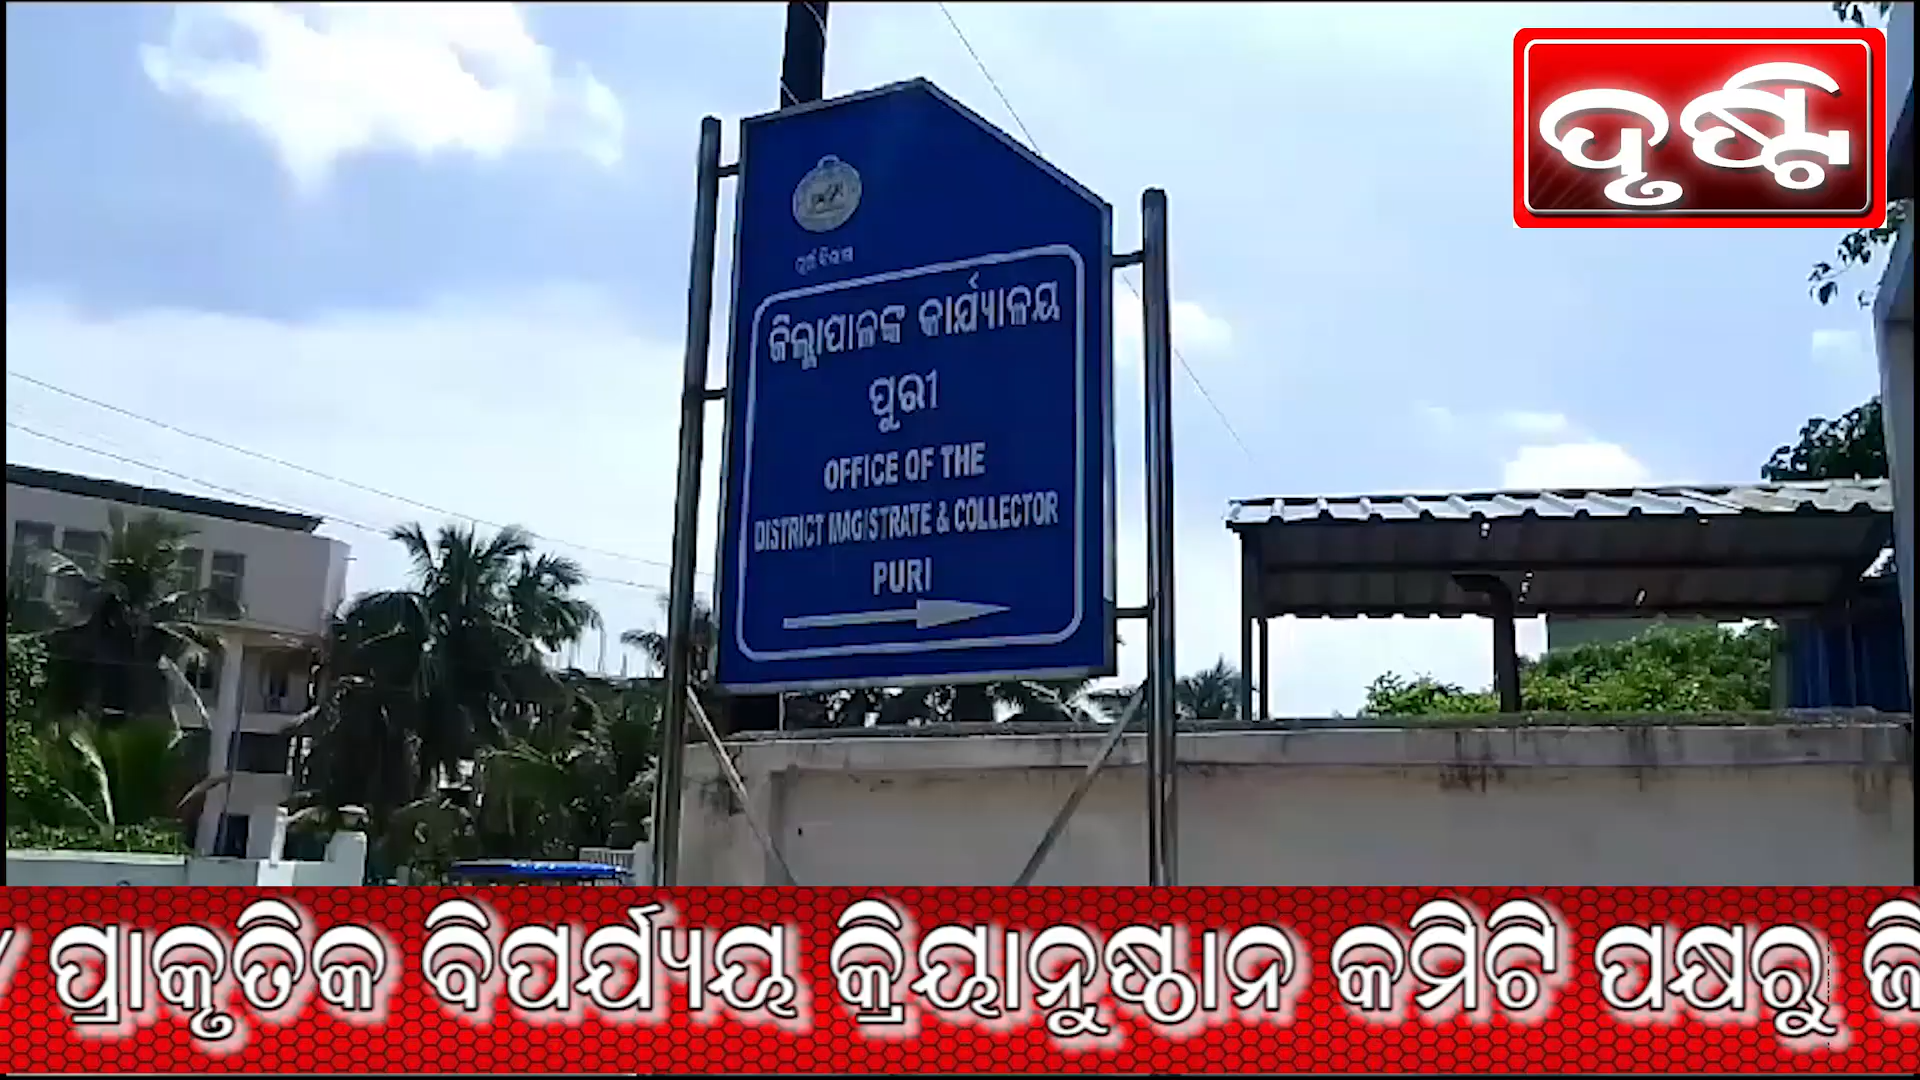 ପୃଷ୍ଟି
ଜିଲ୍ଲାପାଳଙ୍କ କାର୍ଯ୍ୟାଳୟ
ପୁରୀ
OFFICE OF THE
DISTRICT MAGISTRATE & COLLECTOR
PURI
ପ୍ରାକୃତିକ ବିପର୍ଯ୍ୟୟ କ୍ରିୟାନୁଷ୍ଠାନ କମିଟି ପକ୍ଷରୁ ଜି